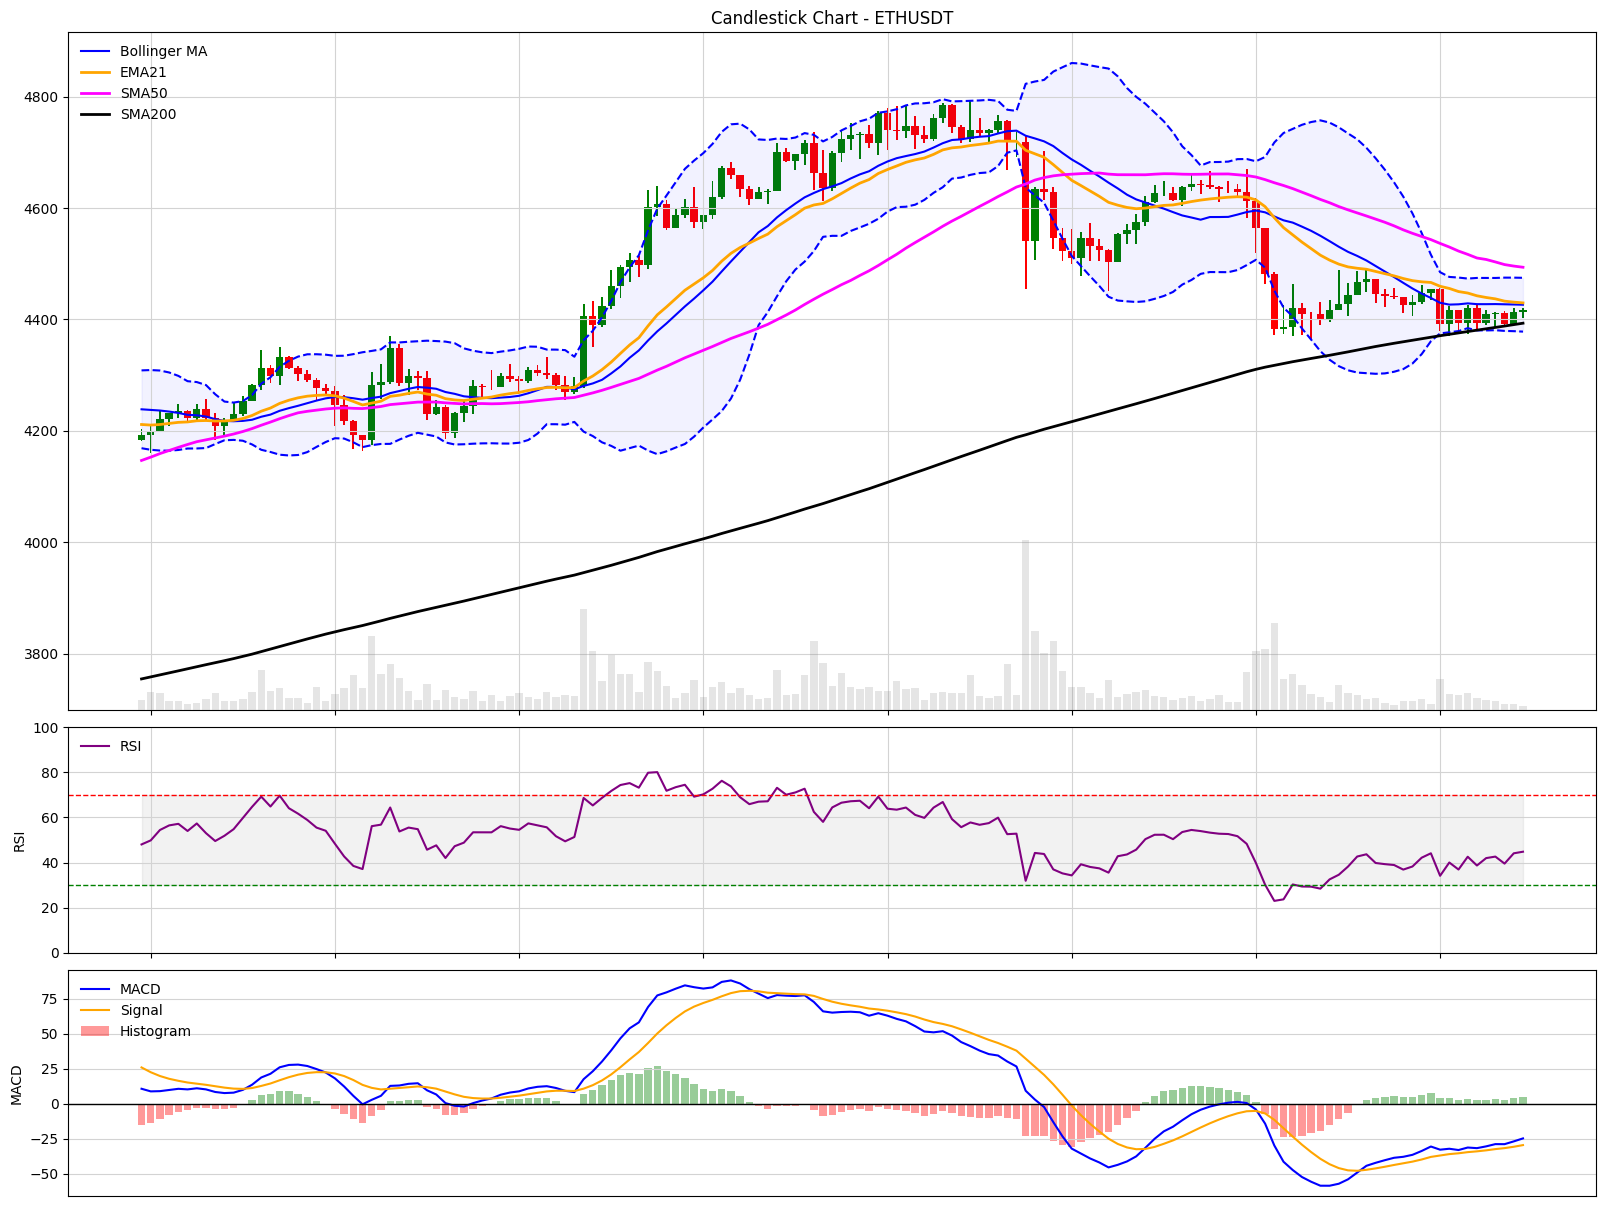 Candlestick Chart - ETHUSDT
Bollinger MA
EMA21
SMA50
SMA200
4800
4600
4400
4200
4000
3800
RSI
100
80
60
40
20
0
RSI
MACD
Signal
Histogram
75
50
25
0
−25
−50
MACD